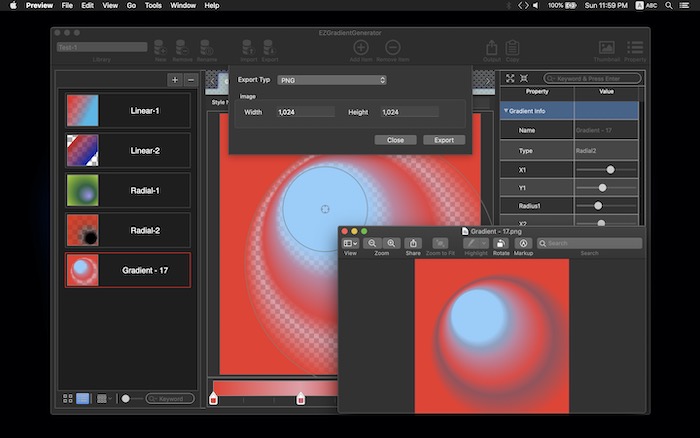 Preview File Edit View Go Tools Window Help 100% Sun 11:59 PM A ABC
EZGradientGenerator
Test-1
Library New Remove Rename Import Export Add Item Remove Item Output Copy Thumbnail Property
Export Typ PNG
Image
Width 1,024 Height 1,024
Close Export
Keyword & Press Enter
Property Value
Gradient Info
Name Gradient - 17
Type Radial2
X1
Y1
Radius1
X2
Linear-1
Linear-2
Radial-1
Radial-2
Gradient - 17
Keyword
Gradient - 17.png
Search
View Zoom Share Zoom to Fit Highlight Rotate Markup Search